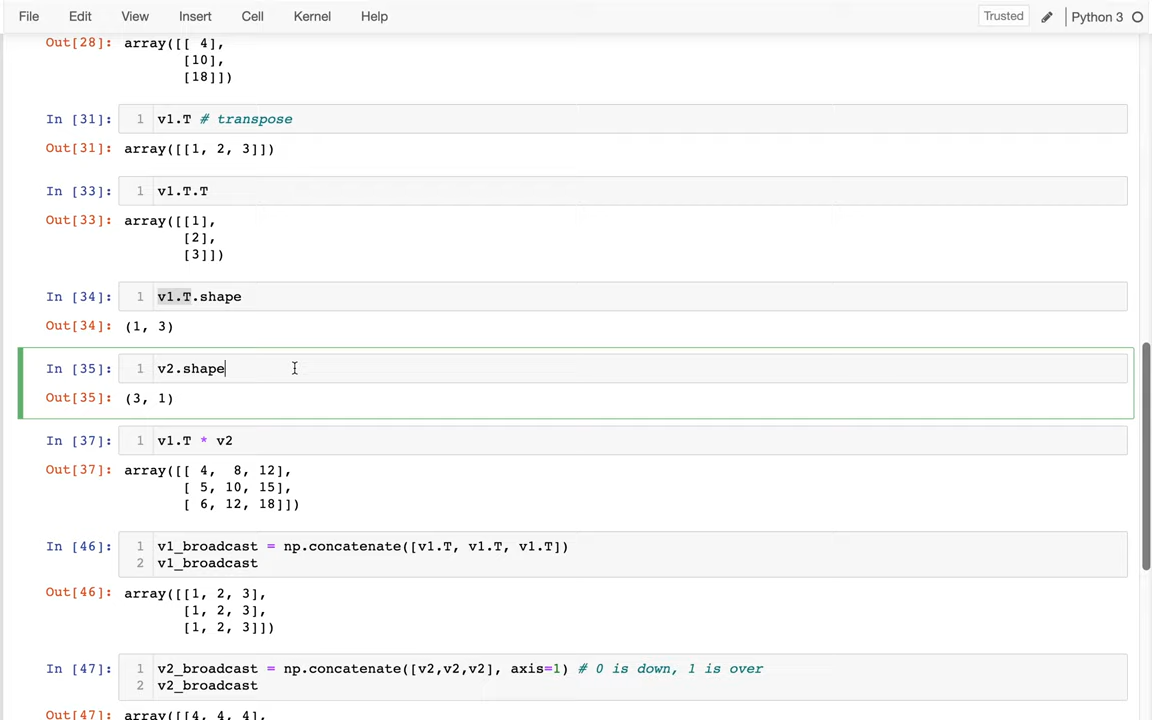 File Edit View Insert Cell Kernel Help Trusted Python 3
Out[28]: array([[ 4],
[10],
[18]])
In [31]: 1 v1.T # transpose
Out[31]: array([[1, 2, 3]])
In [33]: 1 v1.T.T
Out[33]: array([[1],
[2],
[3]])
In [34]: 1 v1.T.shape
Out[34]: (1, 3)
In [35]: 1 v2.shape
Out[35]: (3, 1)
In [37]: 1 v1.T * v2
Out[37]: array([[ 4,  8, 12],
[ 5, 10, 15],
[ 6, 12, 18]])
In [46]: 1 v1_broadcast = np.concatenate([v1.T, v1.T, v1.T])
2 v1_broadcast
Out[46]: array([[1, 2, 3],
[1, 2, 3],
[1, 2, 3]])
In [47]: 1 v2_broadcast = np.concatenate([v2,v2,v2], axis=1) # 0 is down, 1 is over
2 v2_broadcast
Out[47]: array([[4, 4, 4],